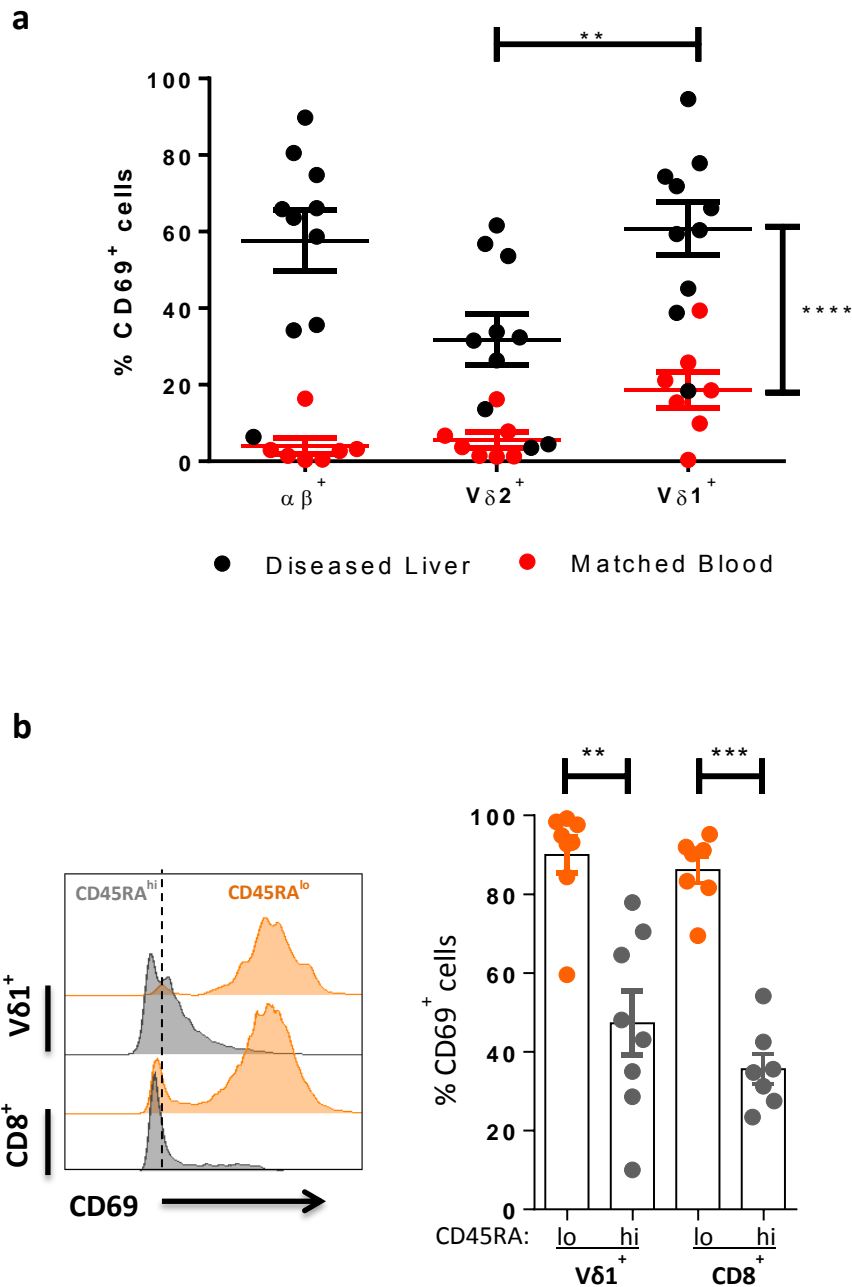 a
**
100
80
60
40
20
0
% CD69⁺ cells
****
αβ⁺ Vδ2⁺ Vδ1⁺
Diseased Liver Matched Blood
b
** ***
CD45RAʰⁱ CD45RAˡᵒ
Vδ1⁺
CD8⁺
CD69
100
80
60
40
20
0
% CD69⁺ cells
CD45RA: lo hi lo hi
Vδ1⁺ CD8⁺